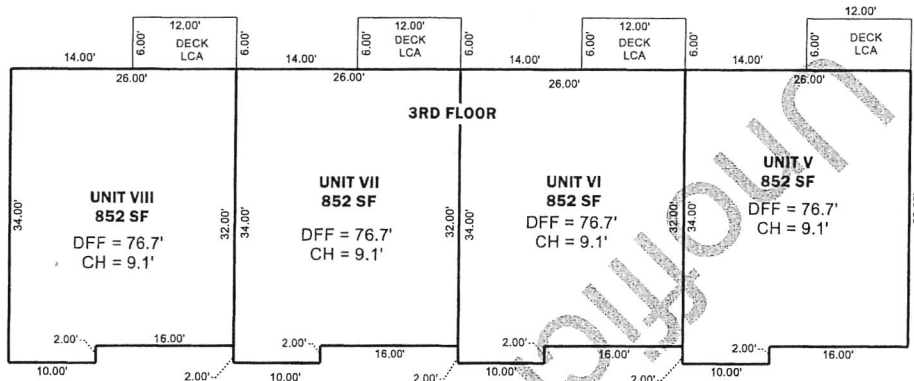 12.00' 12.00' 12.00' 12.00'
6.00' DECK 6.00' 6.00' DECK 6.00' 6.00' DECK 6.00' 6.00' DECK 6.00'
LCA LCA LCA LCA
14.00' 14.00' 14.00' 14.00'
26.00' 26.00' 26.00' 26.00'
3RD FLOOR
UNIT VIII
852 SF
DFF = 76.7'
CH = 9.1'
UNIT VII
852 SF
DFF = 76.7'
CH = 9.1'
UNIT VI
852 SF
DFF = 76.7'
CH = 9.1'
UNIT V
852 SF
DFF = 76.7'
CH = 9.1'
34.00' 32.00' 34.00' 32.00' 34.00' 32.00' 34.00'
2.00' 16.00' 2.00' 16.00' 2.00' 16.00' 2.00' 16.00'
10.00' 2.00' 10.00' 2.00' 10.00' 2.00' 10.00'